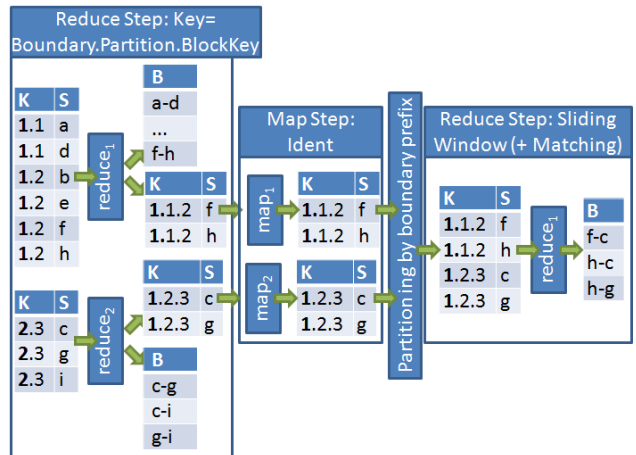 Reduce Step: Key=
Boundary.Partition.BlockKey
K S
1.1 a
1.1 d
1.2 b
1.2 e
1.2 f
1.2 h
reduce1
B
a-d
...
f-h
K S
1.1.2 f
1.1.2 h
K S
2.3 c
2.3 g
2.3 i
reduce2
K S
1.2.3 c
1.2.3 g
B
c-g
c-i
g-i
Map Step:
Ident
map1
K S
1.1.2 f
1.1.2 h
map2
K S
1.2.3 c
1.2.3 g
Partitioning by boundary prefix
Reduce Step: Sliding
Window (+ Matching)
K S
1.1.2 f
1.1.2 h
1.2.3 c
1.2.3 g
reduce1
B
f-c
h-c
h-g